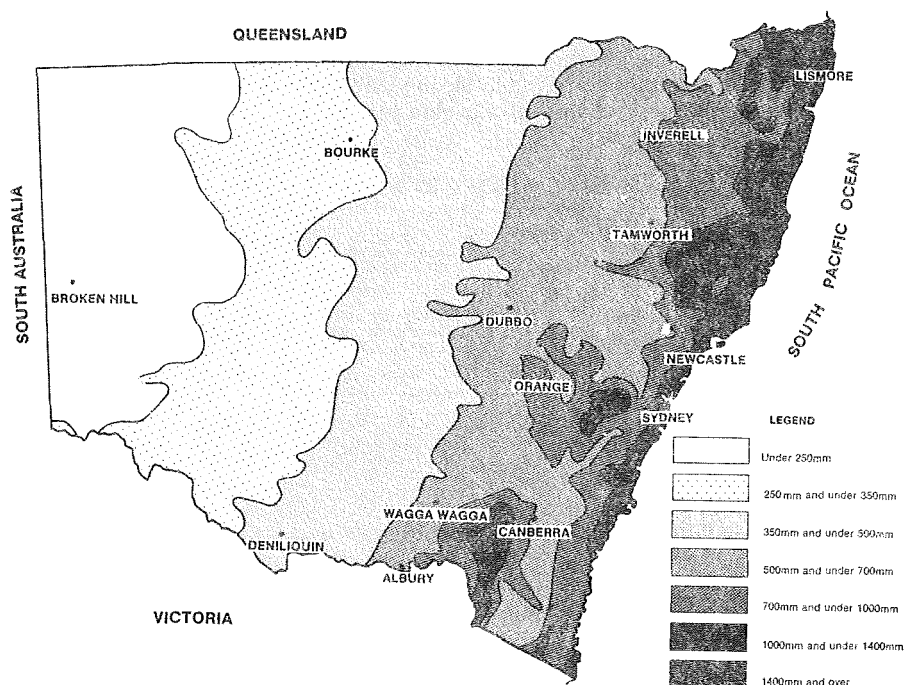 QUEENSLAND
LISMORE
INVERELL
BOURKE
SOUTH AUSTRALIA
SOUTH PACIFIC OCEAN
TAMWORTH
BROKEN HILL
DUBBO
NEWCASTLE
ORANGE
SYDNEY
LEGEND
Under 250mm
250mm and under 350mm
WAGGA WAGGA
CANBERRA
350mm and under 500mm
DENILIQUIN
500mm and under 700mm
ALBURY
VICTORIA
700mm and under 1000mm
1000mm and under 1400mm
1400mm and over